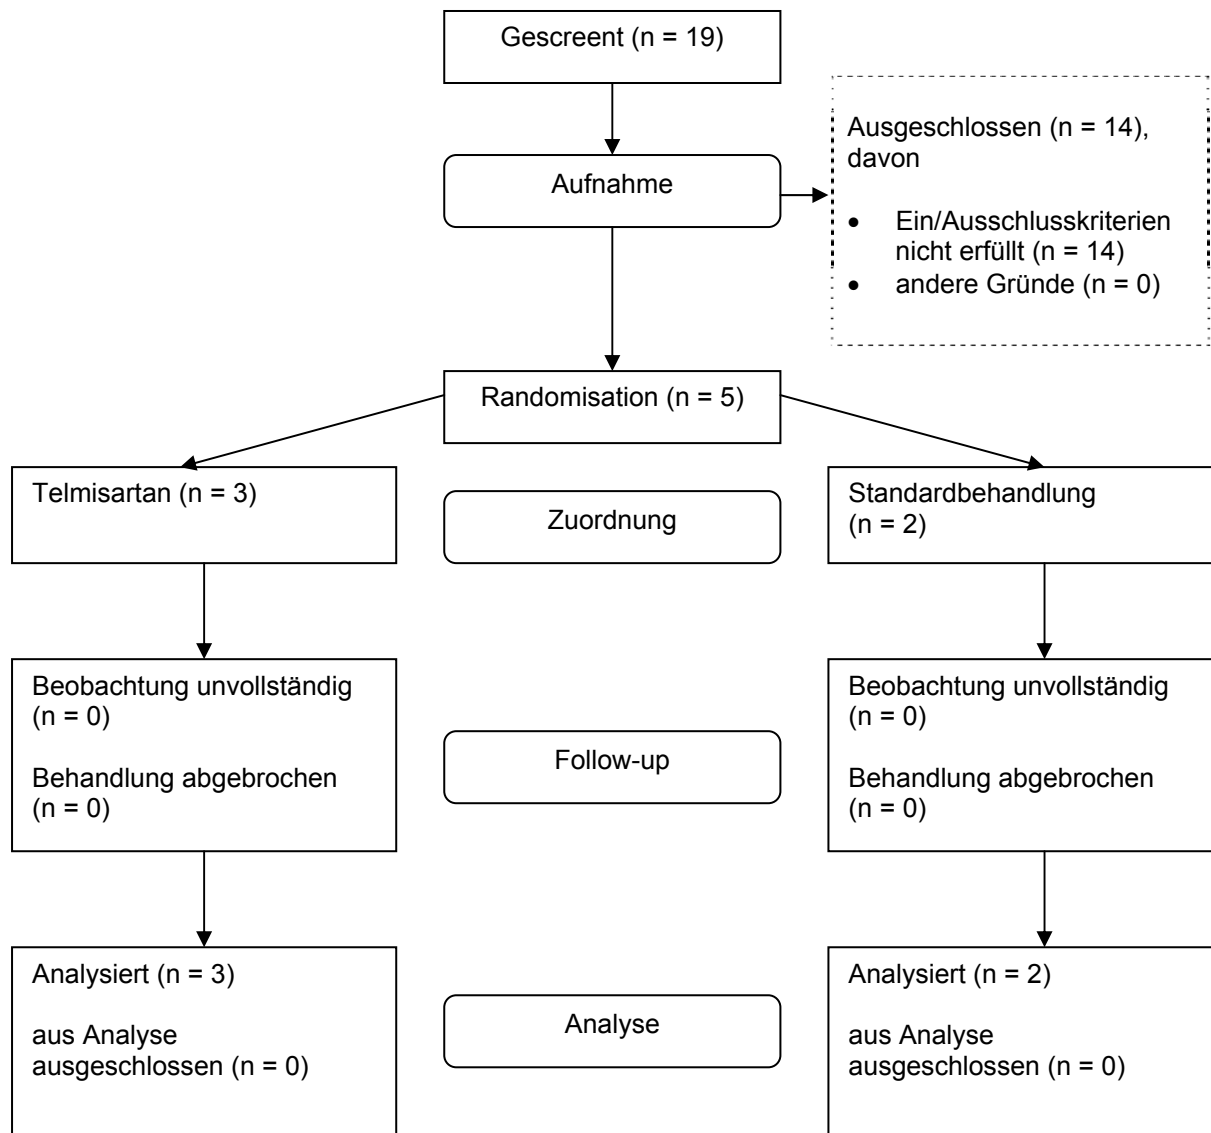 Gescreent (n = 19)
Ausgeschlossen (n = 14),
davon
• Ein/Ausschlusskriterien
nicht erfüllt (n = 14)
• andere Gründe (n = 0)
Aufnahme
Randomisation (n = 5)
Telmisartan (n = 3)
Zuordnung
Standardbehandlung
(n = 2)
Beobachtung unvollständig
(n = 0)
Behandlung abgebrochen
(n = 0)
Follow-up
Beobachtung unvollständig
(n = 0)
Behandlung abgebrochen
(n = 0)
Analysiert (n = 3)
aus Analyse
ausgeschlossen (n = 0)
Analyse
Analysiert (n = 2)
aus Analyse
ausgeschlossen (n = 0)